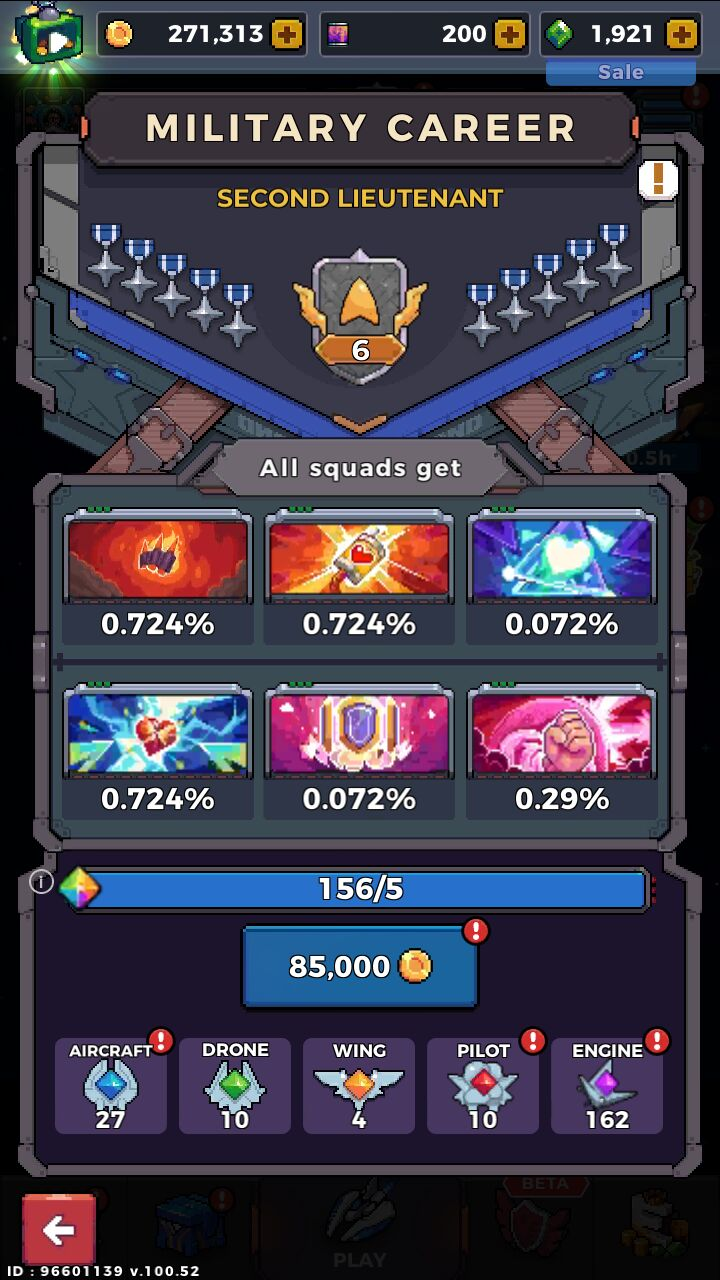 271,313
200
1,921
Sale
MILITARY CAREER
SECOND LIEUTENANT
6
0.5h
All squads get
0.724% 0.724% 0.072%
0.724% 0.072% 0.29%
156/5
85,000
AIRCRAFT DRONE WING PILOT ENGINE
27 10 4 10 162
BETA
PLAY
ID : 96601139 v.100.52